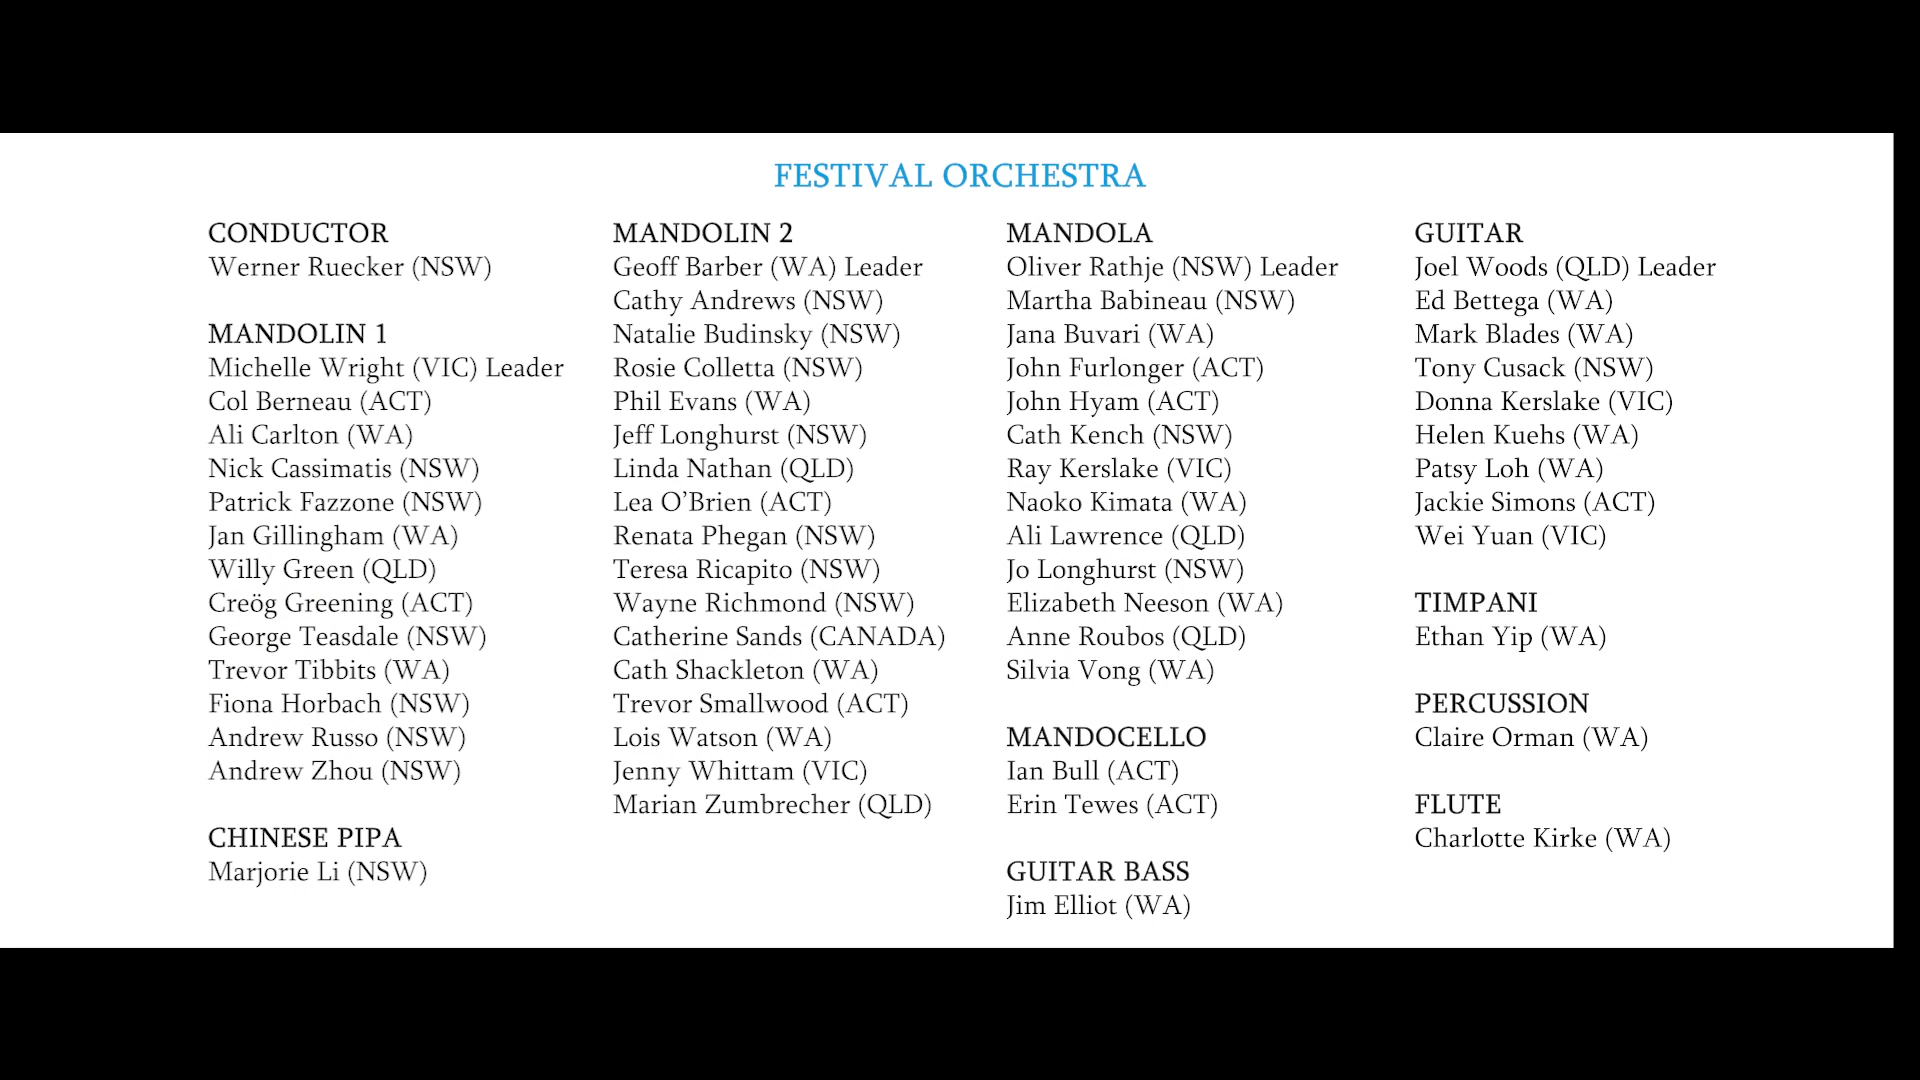 FESTIVAL ORCHESTRA
CONDUCTOR
Werner Ruecker (NSW)
MANDOLIN 1
Michelle Wright (VIC) Leader
Col Berneau (ACT)
Ali Carlton (WA)
Nick Cassimatis (NSW)
Patrick Fazzone (NSW)
Jan Gillingham (WA)
Willy Green (QLD)
Creög Greening (ACT)
George Teasdale (NSW)
Trevor Tibbits (WA)
Fiona Horbach (NSW)
Andrew Russo (NSW)
Andrew Zhou (NSW)
CHINESE PIPA
Marjorie Li (NSW)
MANDOLIN 2
Geoff Barber (WA) Leader
Cathy Andrews (NSW)
Natalie Budinsky (NSW)
Rosie Colletta (NSW)
Phil Evans (WA)
Jeff Longhurst (NSW)
Linda Nathan (QLD)
Lea O’Brien (ACT)
Renata Phegan (NSW)
Teresa Ricapito (NSW)
Wayne Richmond (NSW)
Catherine Sands (CANADA)
Cath Shackleton (WA)
Trevor Smallwood (ACT)
Lois Watson (WA)
Jenny Whittam (VIC)
Marian Zumbrecher (QLD)
MANDOLA
Oliver Rathje (NSW) Leader
Martha Babineau (NSW)
Jana Buvari (WA)
John Furlonger (ACT)
John Hyam (ACT)
Cath Kench (NSW)
Ray Kerslake (VIC)
Naoko Kimata (WA)
Ali Lawrence (QLD)
Jo Longhurst (NSW)
Elizabeth Neeson (WA)
Anne Roubos (QLD)
Silvia Vong (WA)
MANDOCELLO
Ian Bull (ACT)
Erin Tewes (ACT)
GUITAR BASS
Jim Elliot (WA)
GUITAR
Joel Woods (QLD) Leader
Ed Bettega (WA)
Mark Blades (WA)
Tony Cusack (NSW)
Donna Kerslake (VIC)
Helen Kuehs (WA)
Patsy Loh (WA)
Jackie Simons (ACT)
Wei Yuan (VIC)
TIMPANI
Ethan Yip (WA)
PERCUSSION
Claire Orman (WA)
FLUTE
Charlotte Kirke (WA)